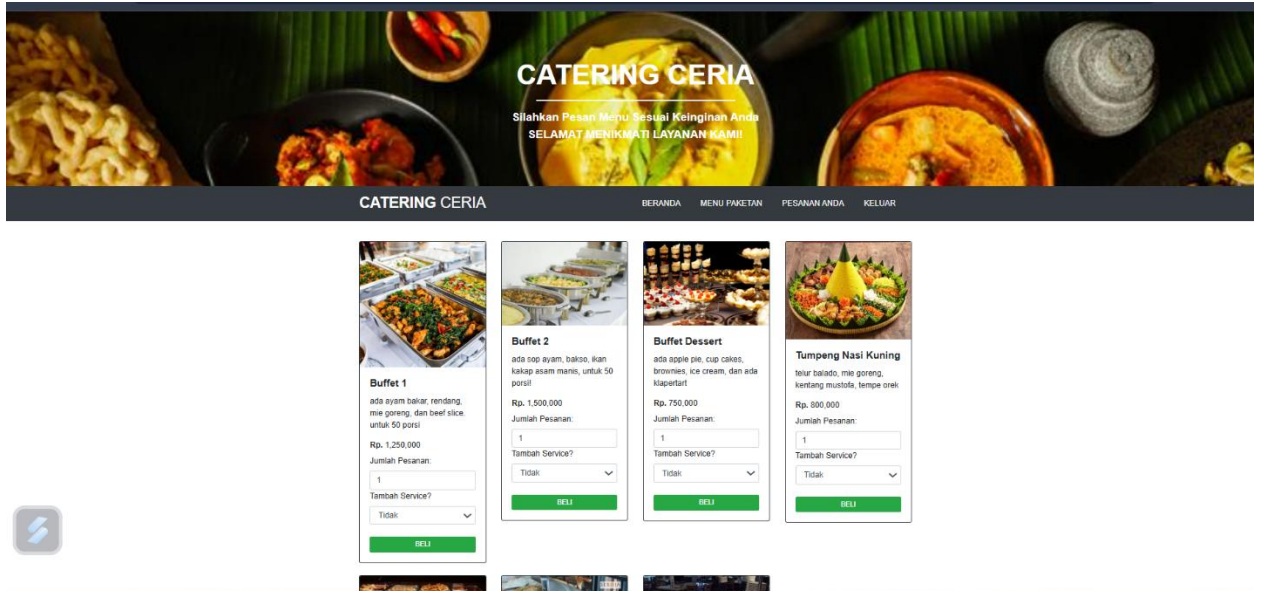 CATERING CERIA
Silahkan Pesan Menu Sesuai Keinginan Anda
SELAMAT MENIKMATI LAYANAN KAMI!
CATERING CERIA
BERANDA MENU PAKETAN PESANAN ANDA KELUAR
Buffet 1
ada ayam bakar, rendang,
mie goreng, dan beef slice.
untuk 50 porsi
Rp. 1,250,000
Jumlah Pesanan:
1
Tambah Service?
Tidak
BELI
Buffet 2
ada sop ayam, bakso, ikan
kakap asam manis, untuk 50
porsi!
Rp. 1,500,000
Jumlah Pesanan:
1
Tambah Service?
Tidak
BELI
Buffet Dessert
ada apple pie, cup cakes,
brownies, ice cream, dan ada
klapertart
Rp. 750,000
Jumlah Pesanan:
1
Tambah Service?
Tidak
BELI
Tumpeng Nasi Kuning
telur balado, mie goreng,
kentang mustofa, tempe orek
Rp. 800,000
Jumlah Pesanan:
1
Tambah Service?
Tidak
BELI